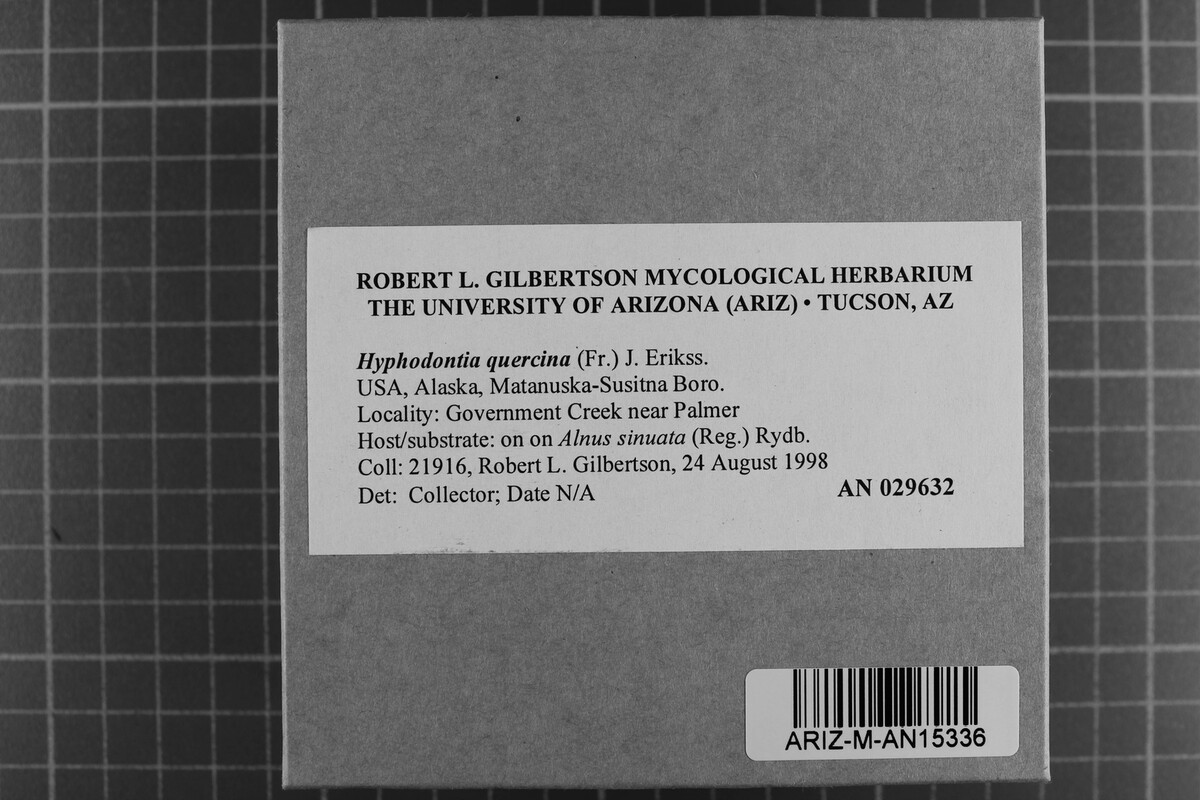 ROBERT L. GILBERTSON MYCOLOGICAL HERBARIUM
THE UNIVERSITY OF ARIZONA (ARIZ) • TUCSON, AZ
Hyphodontia quercina (Fr.) J. Erikss.
USA, Alaska, Matanuska-Susitna Boro.
Locality: Government Creek near Palmer
Host/substrate: on on Alnus sinuata (Reg.) Rydb.
Coll: 21916, Robert L. Gilbertson, 24 August 1998
Det: Collector; Date N/A
AN 029632
ARIZ-M-AN15336